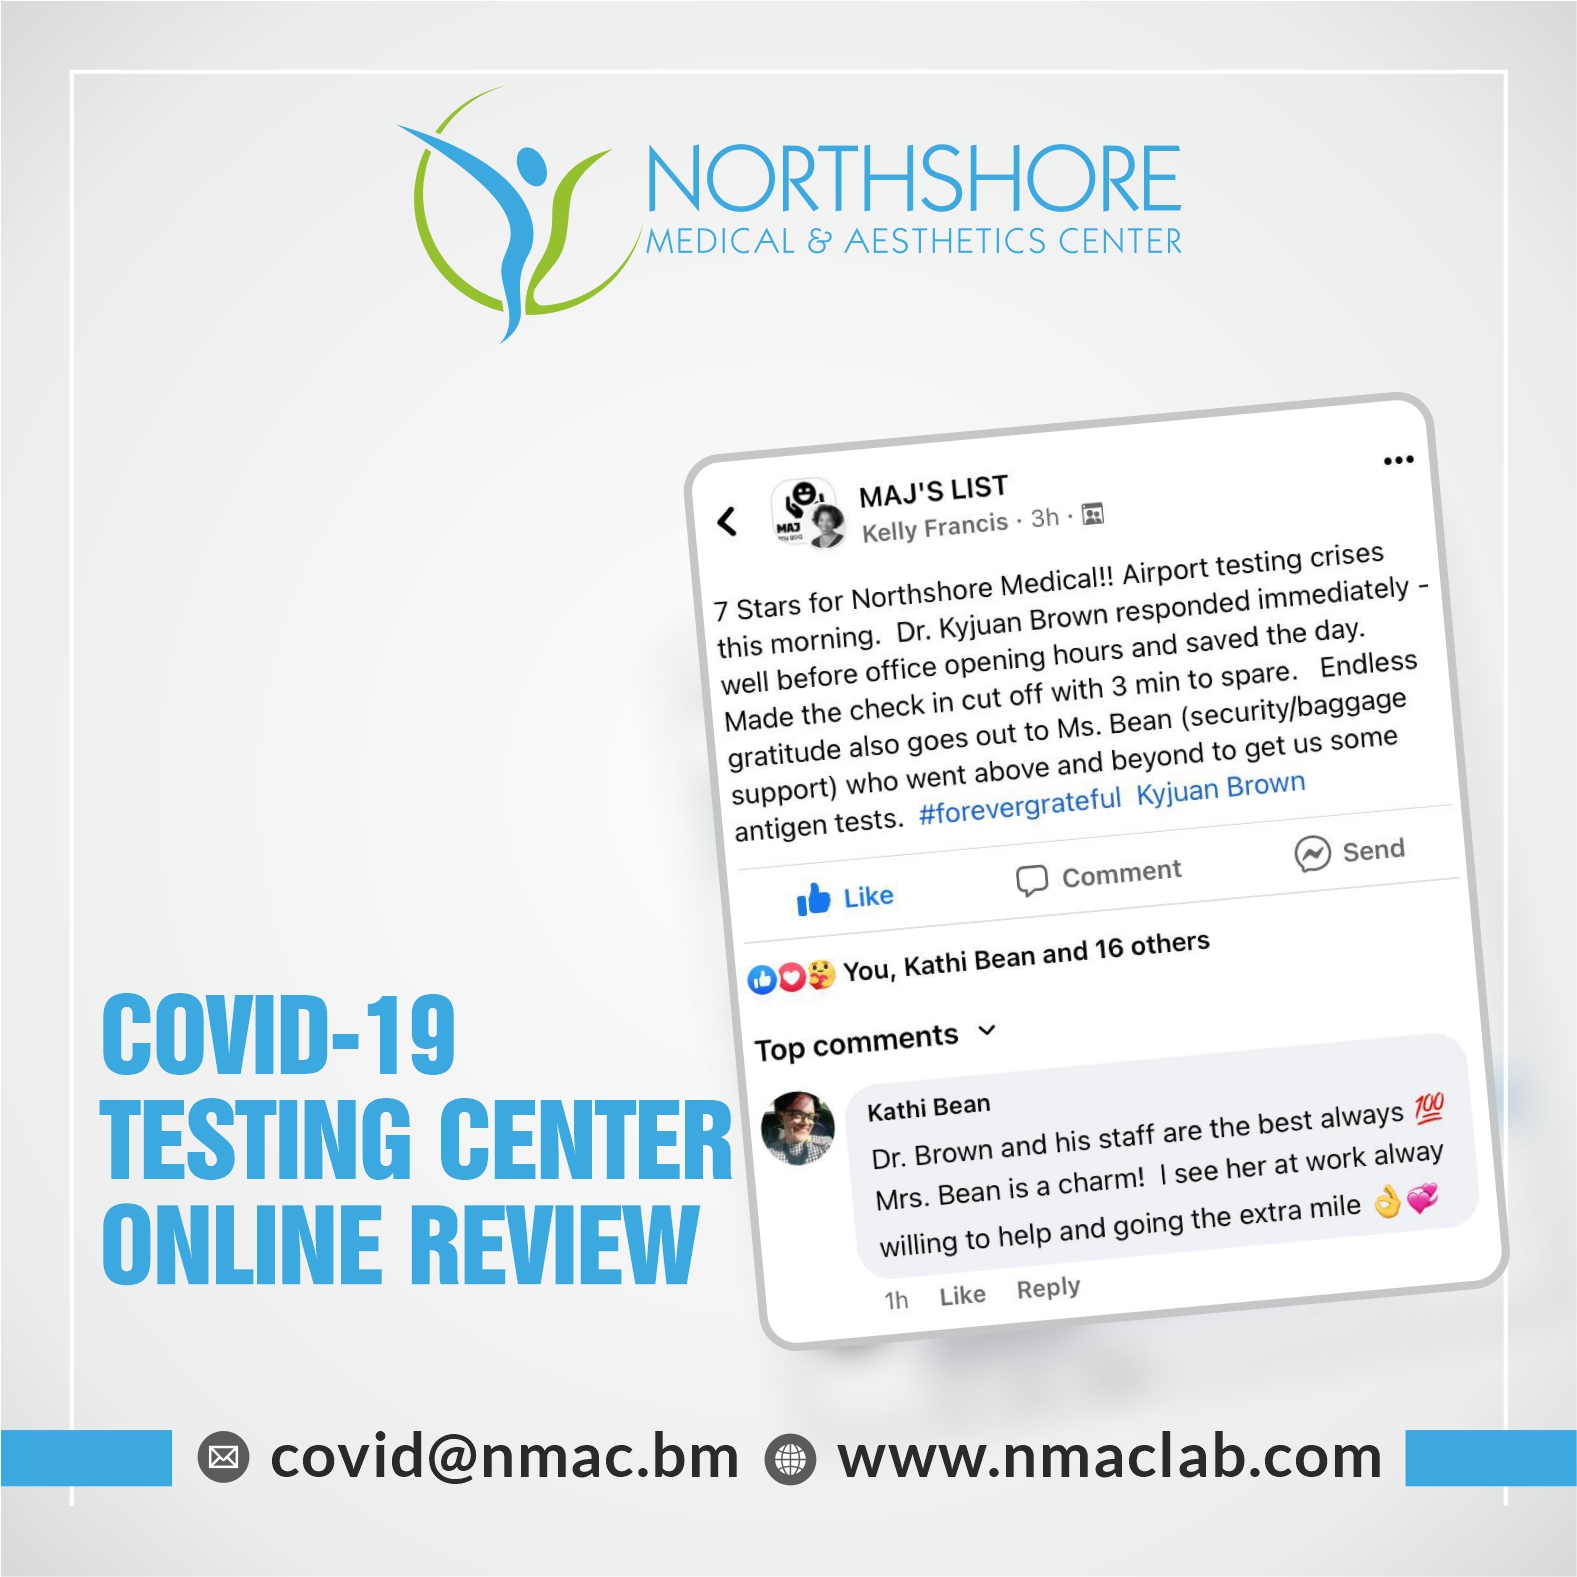 NORTHSHORE
MEDICAL & AESTHETICS CENTER
MAJ'S LIST
Kelly Francis · 3h ·
MAJ
7 Stars for Northshore Medical!! Airport testing crises
this morning.  Dr. Kyjuan Brown responded immediately -
well before office opening hours and saved the day.
Made the check in cut off with 3 min to spare.   Endless
gratitude also goes out to Ms. Bean (security/baggage
support) who went above and beyond to get us some
antigen tests.  #forevergrateful  Kyjuan Brown
Like
Comment
Send
You, Kathi Bean and 16 others
Top comments
Kathi Bean
Dr. Brown and his staff are the best always 💯
Mrs. Bean is a charm!  I see her at work alway
willing to help and going the extra mile 👌💞
1h Like Reply
COVID-19
TESTING CENTER
ONLINE REVIEW
covid@nmac.bm www.nmaclab.com